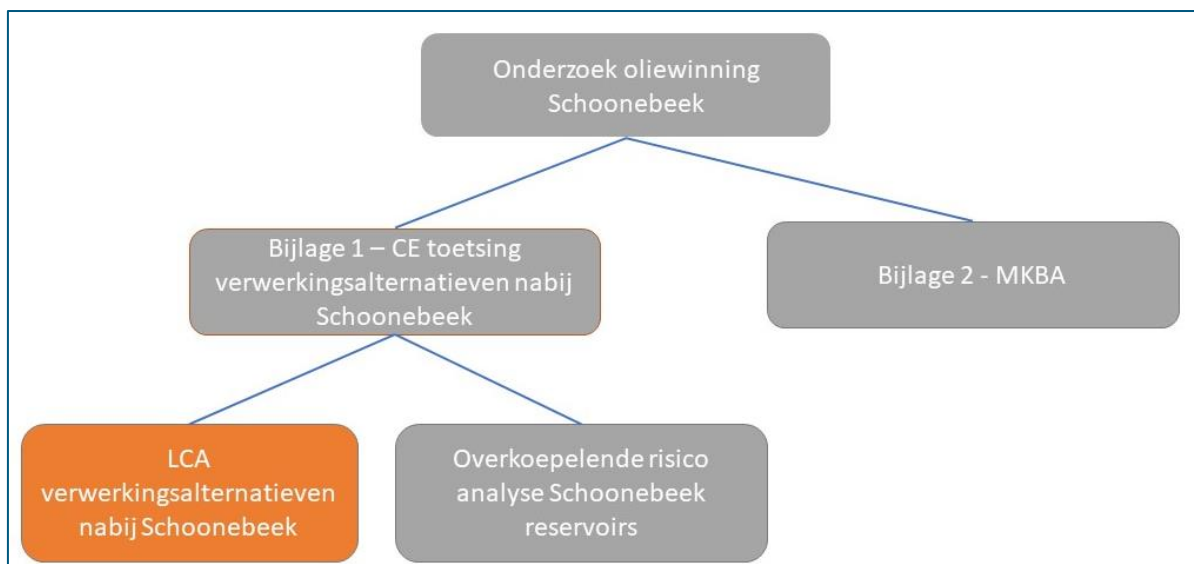 Onderzoek oliewinning
Schoonebeek
Bijlage 1 – CE toetsing
verwerkingsalternatieven nabij
Schoonebeek
Bijlage 2 - MKBA
LCA
verwerkingsalternatieven
nabij Schoonebeek
Overkoepelende risico
analyse Schoonebeek
reservoirs